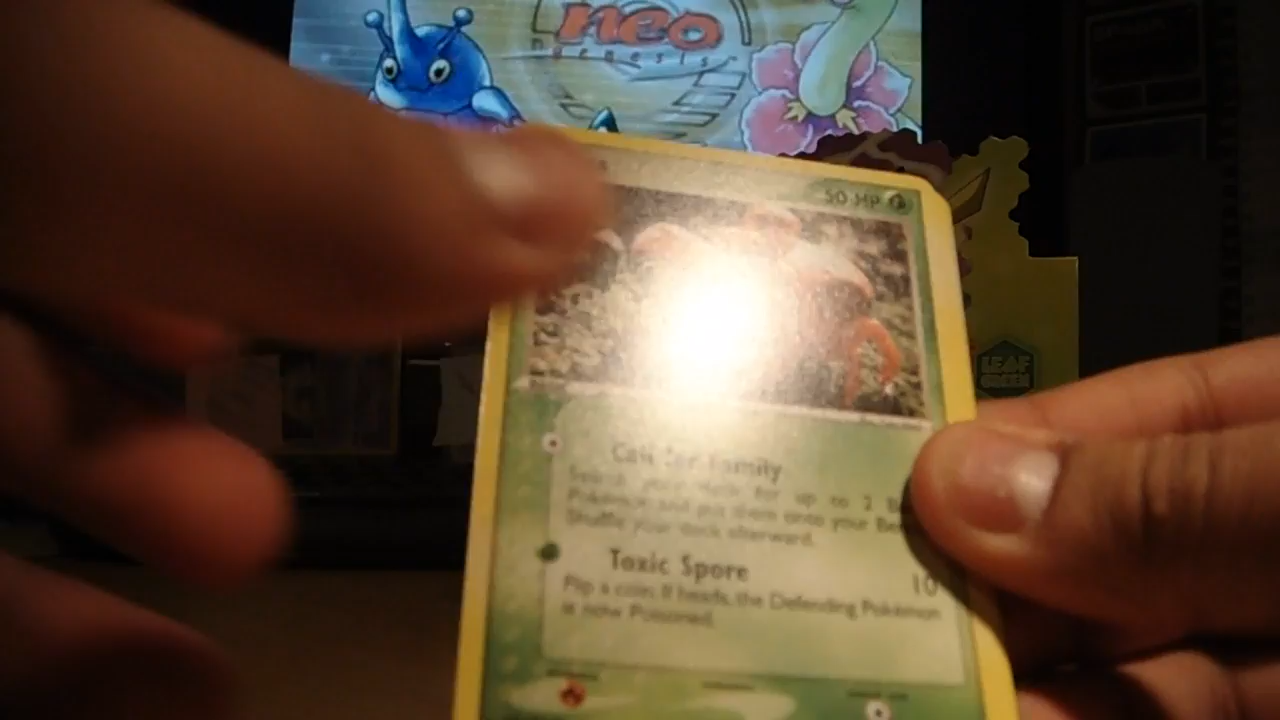 neo
genesis
50 HP
LEAF
GREEN
Call for Family
Search your deck for up to 2 B
Pokémon and put them onto your Be
Shuffle your deck afterward.
Toxic Spore 10
Flip a coin. If heads, the Defending Pokémon
is now Poisoned.